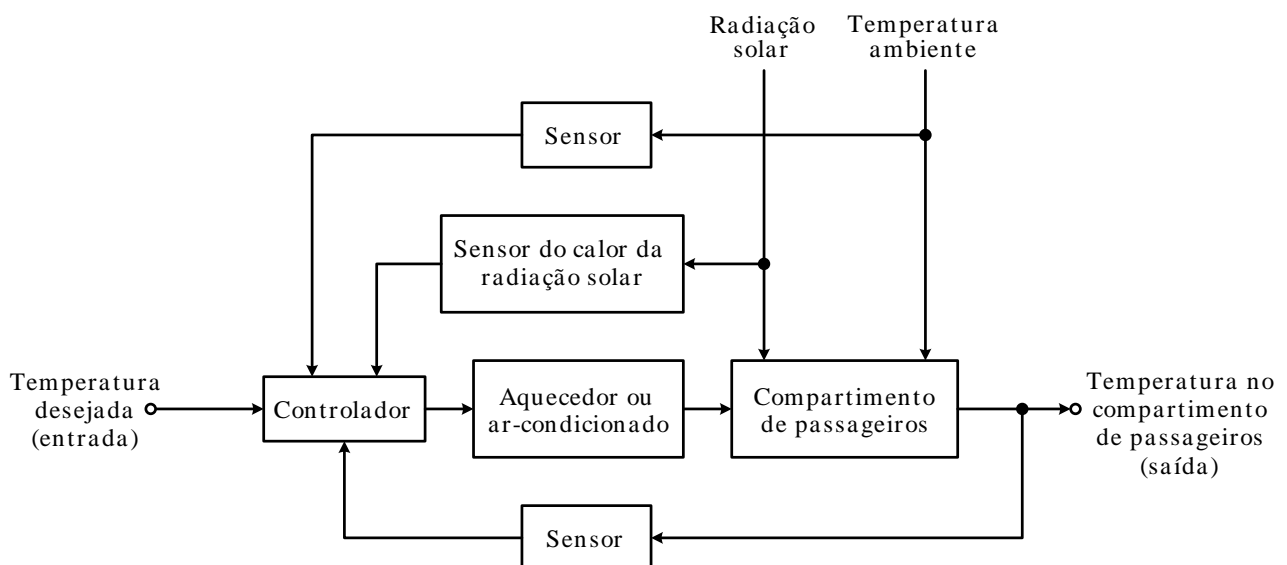 Radiação
solar
Temperatura
ambiente
Sensor
Sensor do calor da
radiação solar
Temperatura
desejada
(entrada)
Controlador
Aquecedor ou
ar-condicionado
Compartimento
de passageiros
Temperatura no
compartimento
de passageiros
(saída)
Sensor